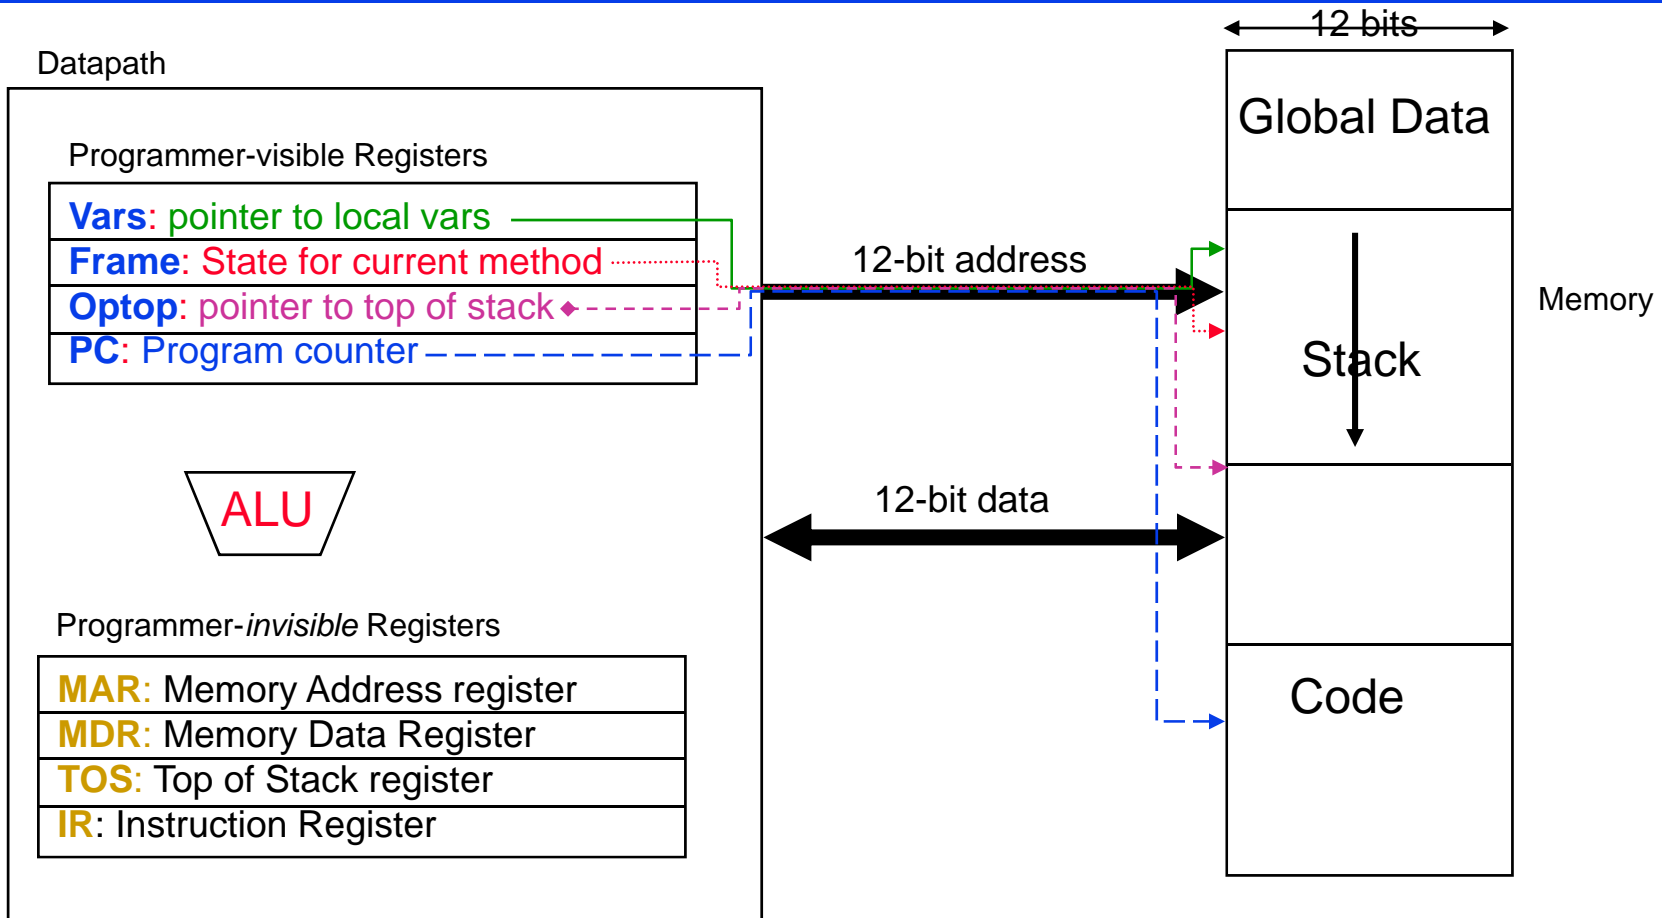 12 bits
Datapath
Global Data
Programmer-visible Registers
Vars: pointer to local vars
Frame: State for current method
Optop: pointer to top of stack
PC: Program counter
12-bit address
Memory
Stack
ALU
12-bit data
Programmer-invisible Registers
MAR: Memory Address register
MDR: Memory Data Register
TOS: Top of Stack register
IR: Instruction Register
Code